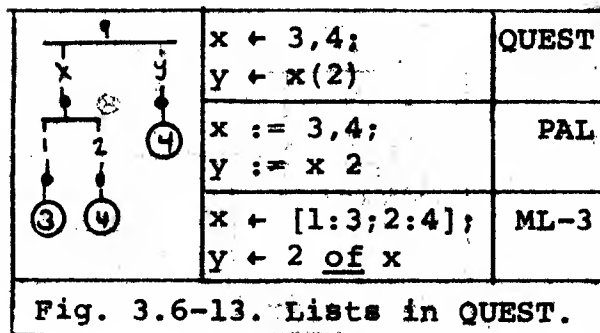 9
x y
1 2 4
3 4
x ← 3,4; QUEST
y ← x(2)
x := 3,4; PAL
y := x 2
x ← [1:3;2:4]; ML-3
y ← 2 of x
Fig. 3.6-13. Lists in QUEST.